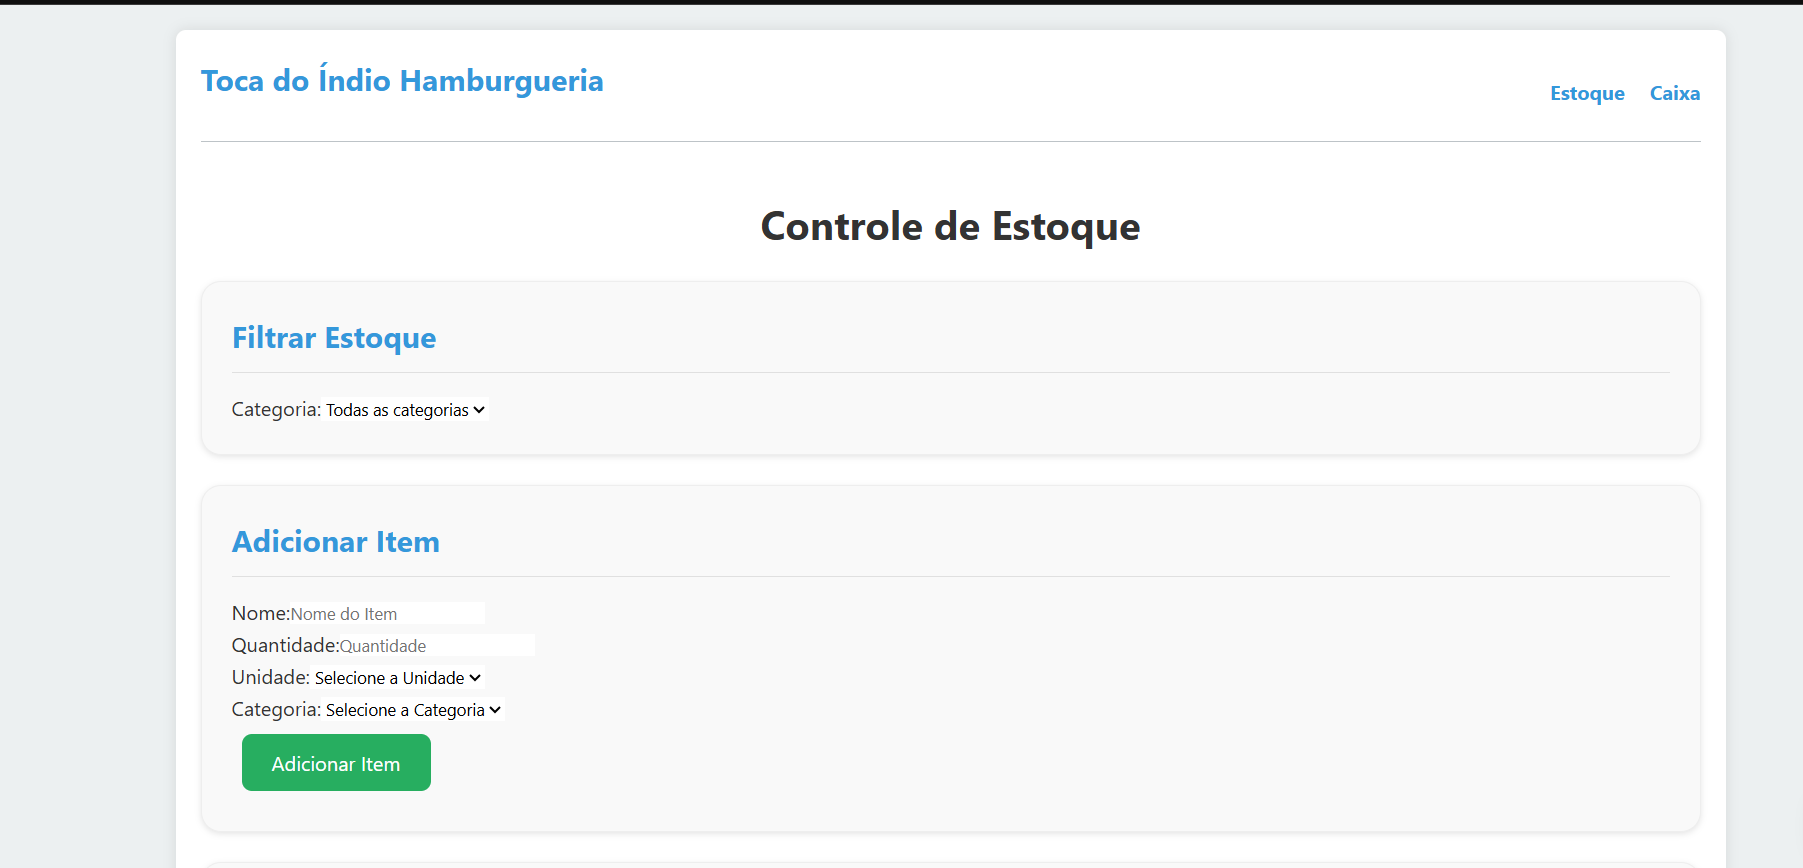 Toca do Índio Hamburgueria
Estoque Caixa
Controle de Estoque
Filtrar Estoque
Categoria: Todas as categorias
Adicionar Item
Nome: Nome do Item
Quantidade: Quantidade
Unidade: Selecione a Unidade
Categoria: Selecione a Categoria
Adicionar Item